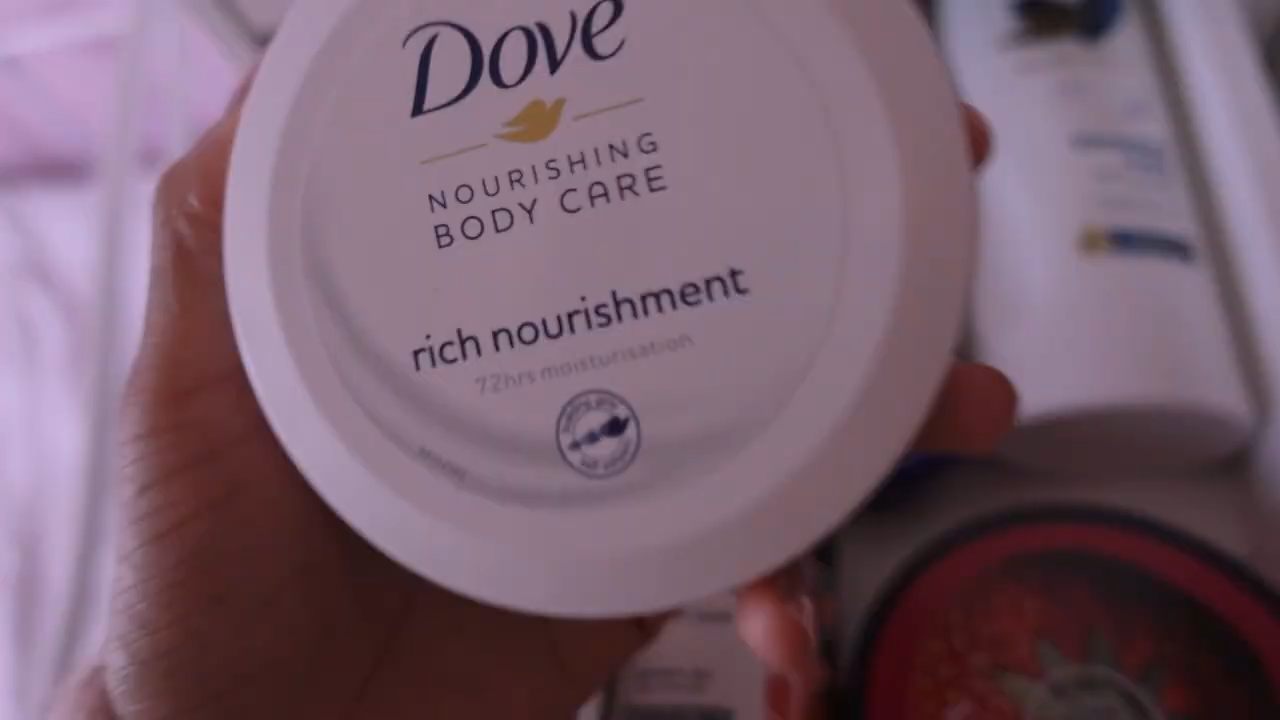 Dove
NOURISHING
BODY CARE
rich nourishment
72hrs moisturisation